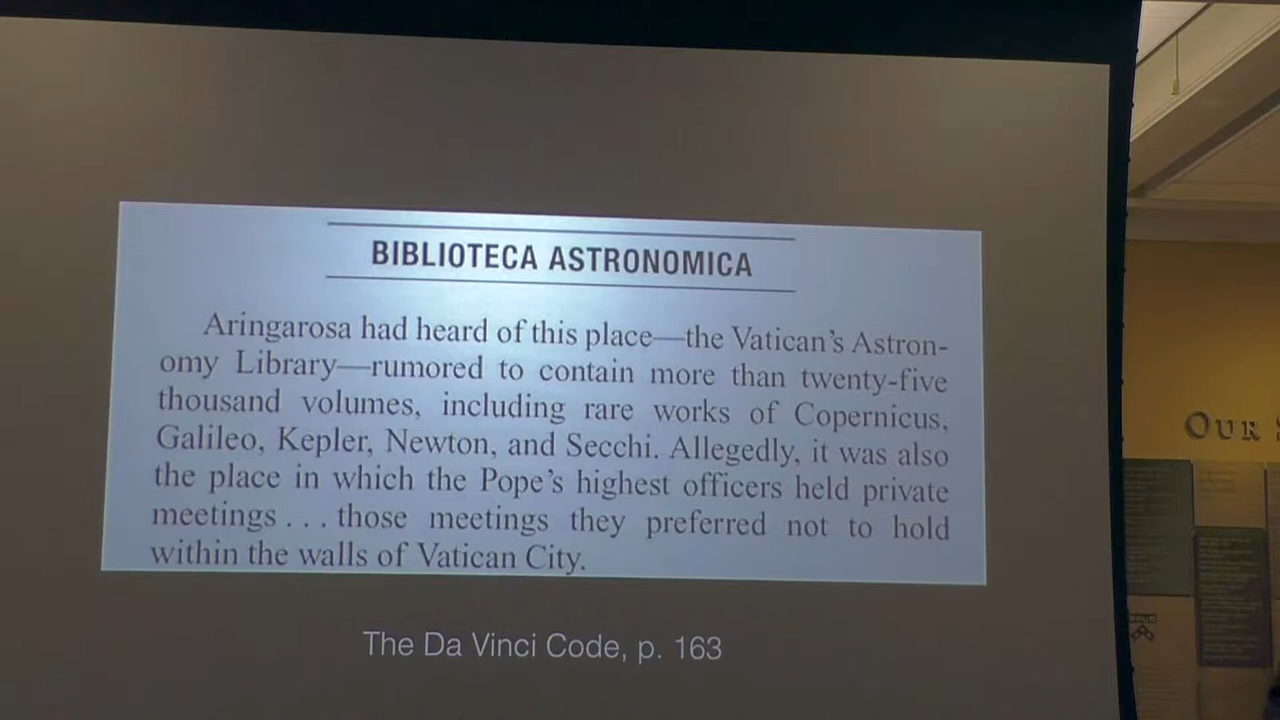 BIBLIOTECA ASTRONOMICA
Aringarosa had heard of this place—the Vatican's Astron-
omy Library—rumored to contain more than twenty-five
thousand volumes, including rare works of Copernicus,
Galileo, Kepler, Newton, and Secchi. Allegedly, it was also
the place in which the Pope's highest officers held private
meetings . . . those meetings they preferred not to hold
within the walls of Vatican City.
The Da Vinci Code, p. 163
OUR